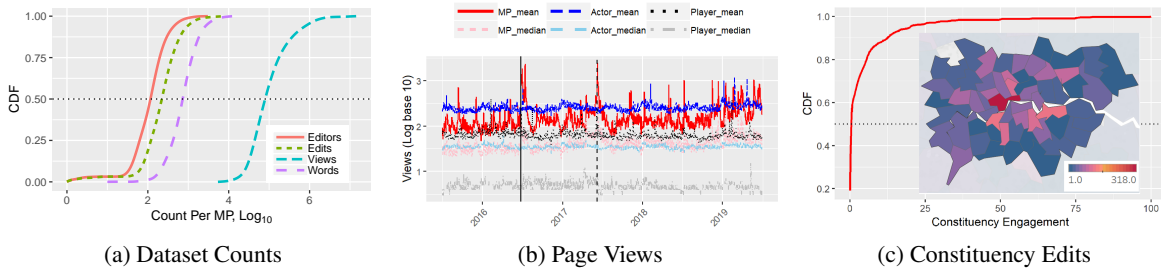 1.00
0.75
0.50
0.25
0.00
CDF
Editors
Edits
Views
Words
0 2 4 6
Count Per MP, Log10
(a) Dataset Counts
MP_mean Actor_mean Player_mean
MP_median Actor_median Player_median
3
2
1
Views (Log base 10)
2016 2017 2018 2019
(b) Page Views
1.0
0.8
0.6
0.4
0.2
CDF
1.0 318.0
0 25 50 75 100
Constituency Engagement
(c) Constituency Edits